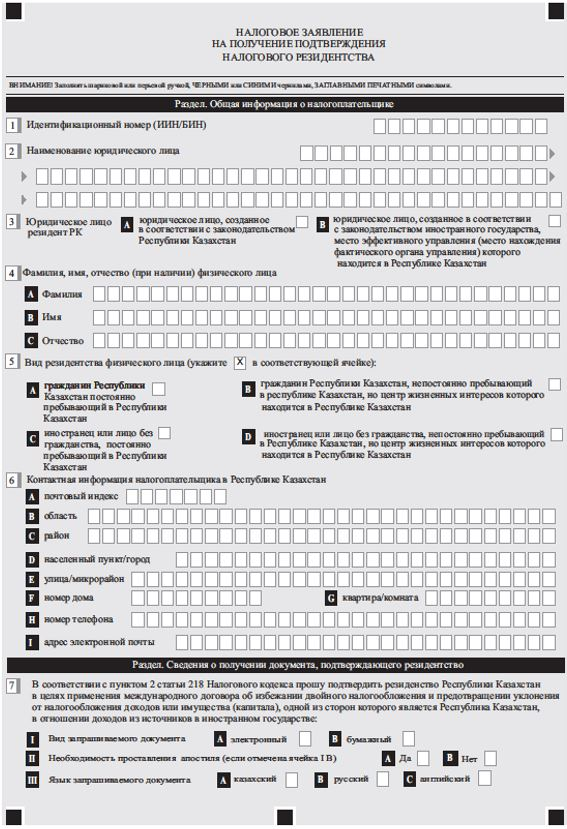 НАЛОГОВОЕ ЗАЯВЛЕНИЕ
НА ПОЛУЧЕНИЕ ПОДТВЕРЖДЕНИЯ
НАЛОГОВОГО РЕЗИДЕНТСТВА
ВНИМАНИЕ! Заполнять шариковой или перьевой ручкой, ЧЕРНЫМИ или СИНИМИ чернилами, ЗАГЛАВНЫМИ ПЕЧАТНЫМИ символами.
Раздел. Общая информация о налогоплательщике
1 Идентификационный номер (ИИН/БИН)
2 Наименование юридического лица
3 Юридическое лицо
резидент РК
A юридическое лицо, созданное
в соответствии с законодательством
Республики Казахстан
B юридическое лицо, созданное в соответствии
с законодательством иностранного государства,
место эффективного управления (место нахождения
фактического органа управления) которого
находится в Республике Казахстан
4 Фамилия, имя, отчество (при наличии) физического лица
A Фамилия
B Имя
C Отчество
5 Вид резидентства физического лица (укажите X в соответствующей ячейке):
A гражданин Республики
Казахстан постоянно
пребывающий в Республики
Казахстан
B гражданин Республики Казахстан, непостоянно пребывающий
в республике Казахстан, но центр жизненных интересов которого
находится в Республике Казахстан
C иностранец или лицо без
гражданства, постоянно
пребывающий в Республики
Казахстан
D иностранец или лицо без гражданства, непостоянно пребывающий
в Республики Казахстан, но центр жизненных интересов которого
находится в Республике Казахстан
6 Контактная информация налогоплательщика в Республике Казахстан
A почтовый индекс
B область
C район
D населенный пункт/город
E улица/микрорайон
F номер дома G квартира/комната
H номер телефона
I адрес электронной почты
Раздел. Сведения о получении документа, подтверждающего резидентство
7 В соответствии с пунктом 2 статьи 218 Налогового кодекса прошу подтвердить резидентство Республики Казахстан
в целях применения международного договора об избежании двойного налогообложения и предотвращении уклонения
от налогообложения доходов или имущества (капитала), одной из сторон которого является Республика Казахстан,
в отношении доходов из источников в иностранном государстве:
I Вид запрашиваемого документа A электронный B бумажный
II Необходимость проставления апостиля (если отмечена ячейка I B) A Да B Нет
III Язык запрашиваемого документа A казахский B русский C английский